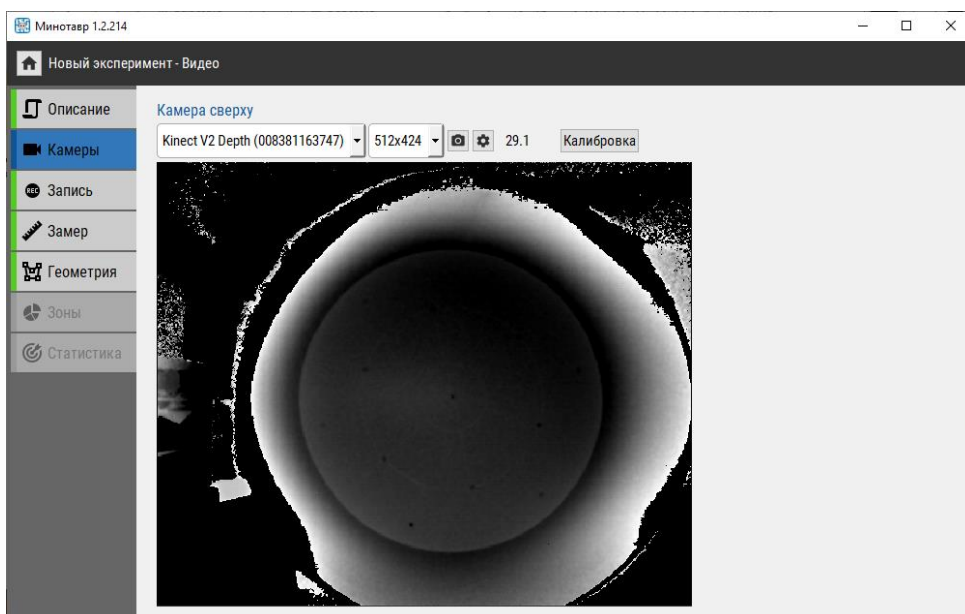 Минотавр 1.2.214
Новый эксперимент - Видео
Описание
Камеры
REC Запись
Замер
Геометрия
Зоны
Статистика
Камера сверху
Kinect V2 Depth (008381163747) 512x424 29.1 Калибровка